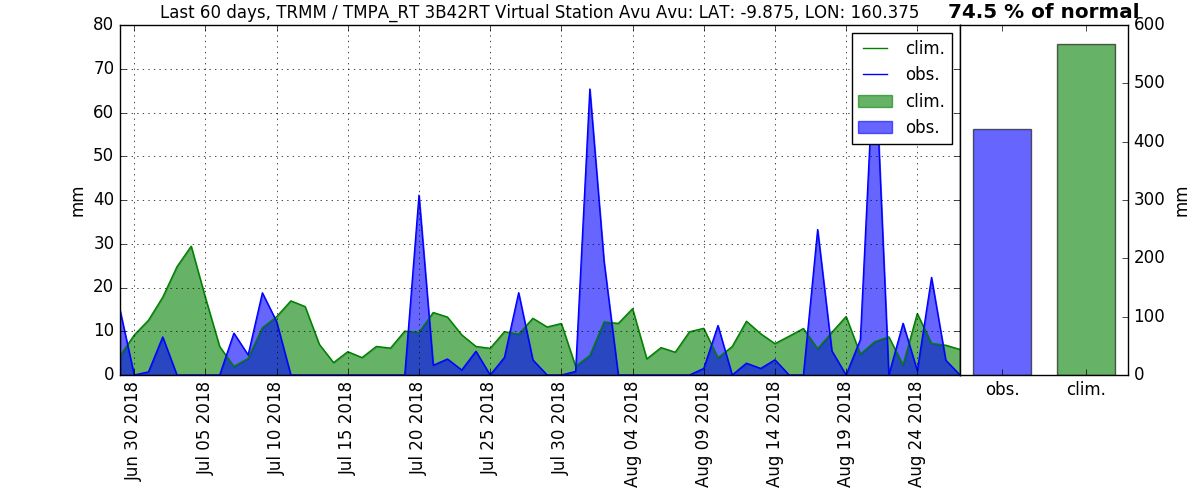 Last 60 days, TRMM / TMPA_RT 3B42RT Virtual Station Avu Avu: LAT: -9.875, LON: 160.375
74.5 % of normal
80
70
60
50
40
30
20
10
0
mm
clim.
obs.
clim.
obs.
600
500
400
300
200
100
0
mm
Jun 30 2018
Jul 05 2018
Jul 10 2018
Jul 15 2018
Jul 20 2018
Jul 25 2018
Jul 30 2018
Aug 04 2018
Aug 09 2018
Aug 14 2018
Aug 19 2018
Aug 24 2018
obs.
clim.